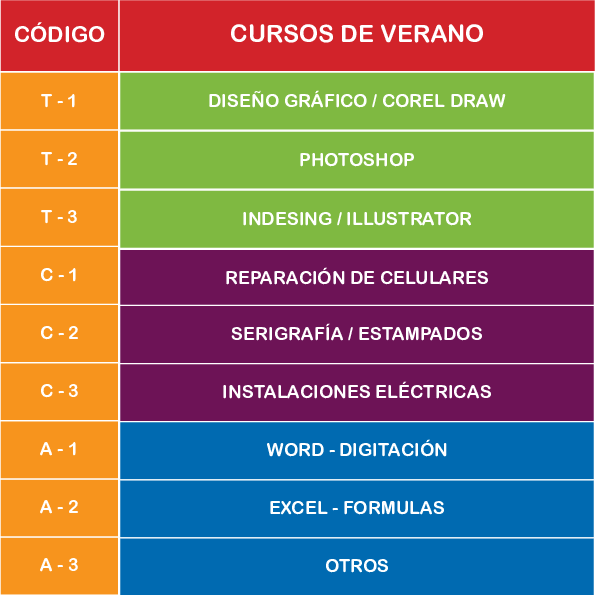 CÓDIGO CURSOS DE VERANO
T - 1 DISEÑO GRÁFICO / COREL DRAW
T - 2 PHOTOSHOP
T - 3 INDESING / ILLUSTRATOR
C - 1 REPARACIÓN DE CELULARES
C - 2 SERIGRAFÍA / ESTAMPADOS
C - 3 INSTALACIONES ELÉCTRICAS
A - 1 WORD - DIGITACIÓN
A - 2 EXCEL - FORMULAS
A - 3 OTROS